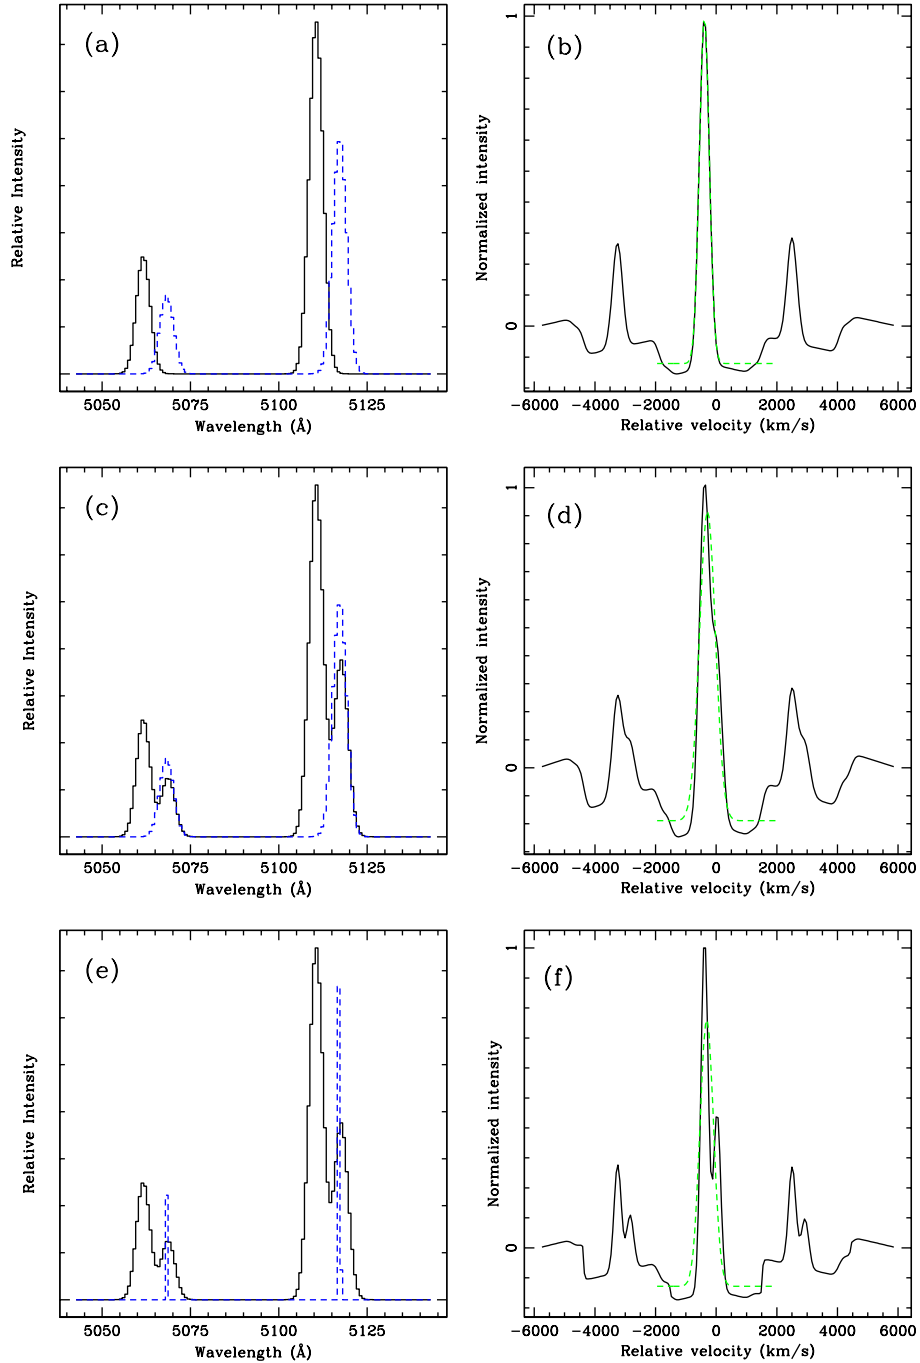 (a)
Relative Intensity
5050 5075 5100 5125
Wavelength (Å)
(b)
Normalized intensity
1
0
−6000 −4000 −2000 0 2000 4000 6000
Relative velocity (km/s)
(c)
Relative Intensity
5050 5075 5100 5125
Wavelength (Å)
(d)
Normalized intensity
1
0
−6000 −4000 −2000 0 2000 4000 6000
Relative velocity (km/s)
(e)
Relative Intensity
5050 5075 5100 5125
Wavelength (Å)
(f)
Normalized intensity
1
0
−6000 −4000 −2000 0 2000 4000 6000
Relative velocity (km/s)